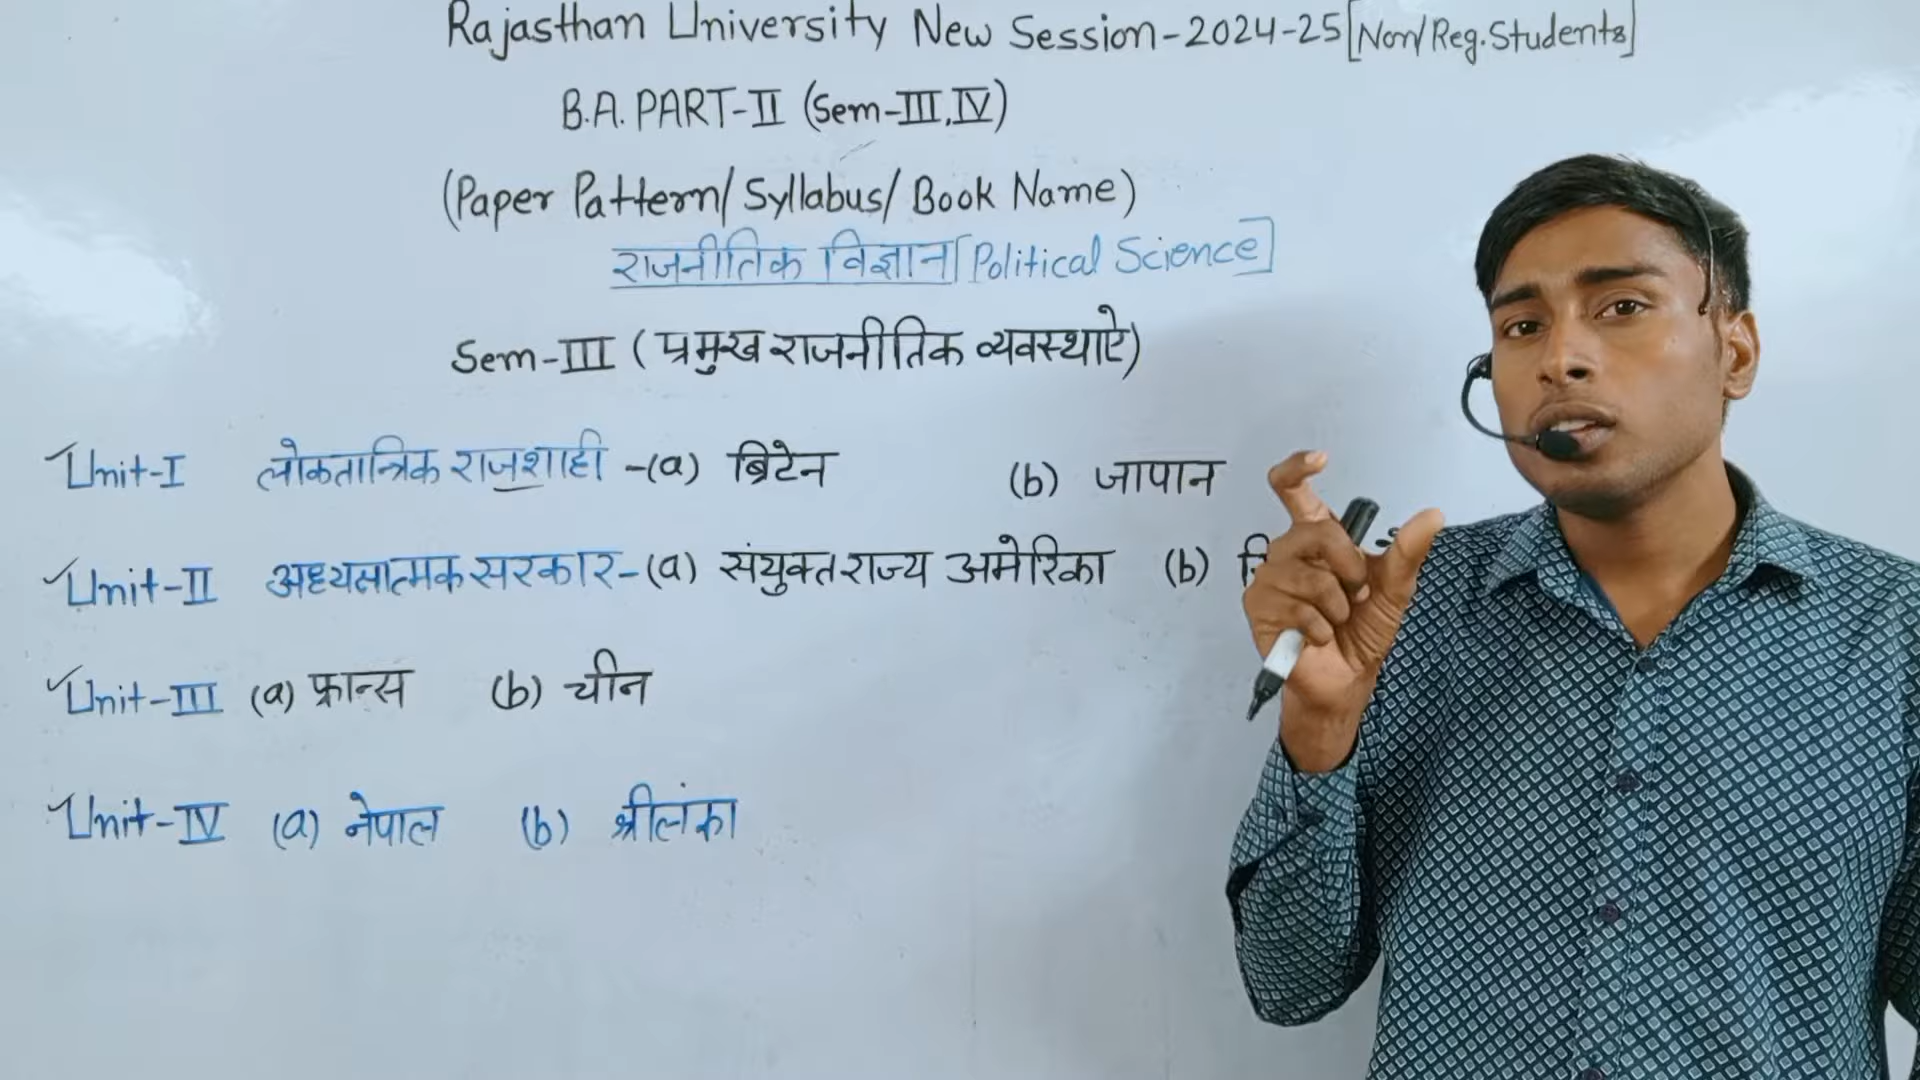 Rajasthan University New Session-2024-25[Non/Reg.Students]
B.A. PART-II (Sem-III,IV)
(Paper Pattern/Syllabus/Book Name)
राजनीतिक विज्ञान[Political Science]
Sem-III (प्रमुख राजनीतिक व्यवस्थाऐ)
Unit-I लोकतान्त्रिक राजशाही -(a) ब्रिटेन (b) जापान
Unit-II अध्यक्षात्मक सरकार-(a) संयुक्त राज्य अमेरिका (b)
Unit-III (a) फ्रान्स (b) चीन
Unit-IV (a) नेपाल (b) श्रीलंका